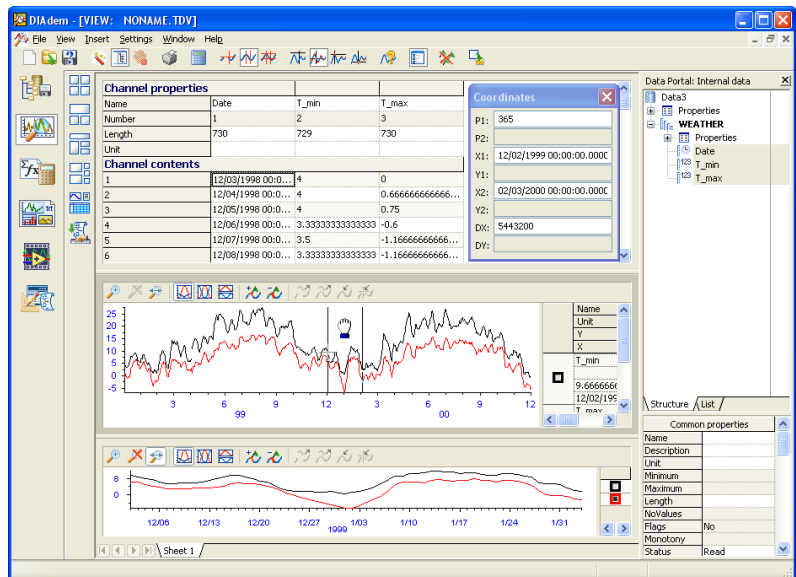 DIAdem - [VIEW: NONAME.TDV]
File View Insert Settings Window Help
Channel properties
Name Date T_min T_max
Number 1 2 3
Length 730 729 730
Unit
Channel contents
1 12/03/1998 00:0... 4 0
2 12/04/1998 00:0... 4 0.666666666666...
3 12/05/1998 00:0... 4 0.75
4 12/06/1998 00:0... 3.33333333333333 -0.6
5 12/07/1998 00:0... 3.5 -1.16666666666...
6 12/08/1998 00:0... 3.33333333333333 -1.16666666666...
Coordinates
P1: 365
P2:
X1: 12/02/1999 00:00:00.000
Y1:
X2: 02/03/2000 00:00:00.000
Y2:
DX: 5443200
DY:
Data Portal: Internal data
Data3
Properties
WEATHER
Properties
Date
T_min
T_max
Structure List
25
20
15
10
5
0
-5
3 6 9 12 3 6 9 12
99 00
Name
Unit
Y
X
T_min
9.666666
12/02/199
T_max
8
0
12/06 12/13 12/20 12/27 1/03 1/10 1/17 1/24 1/31
1999
Sheet 1
Common properties
Name
Description
Unit
Minimum
Maximum
Length
NoValues
Flags No
Monotony
Status Read